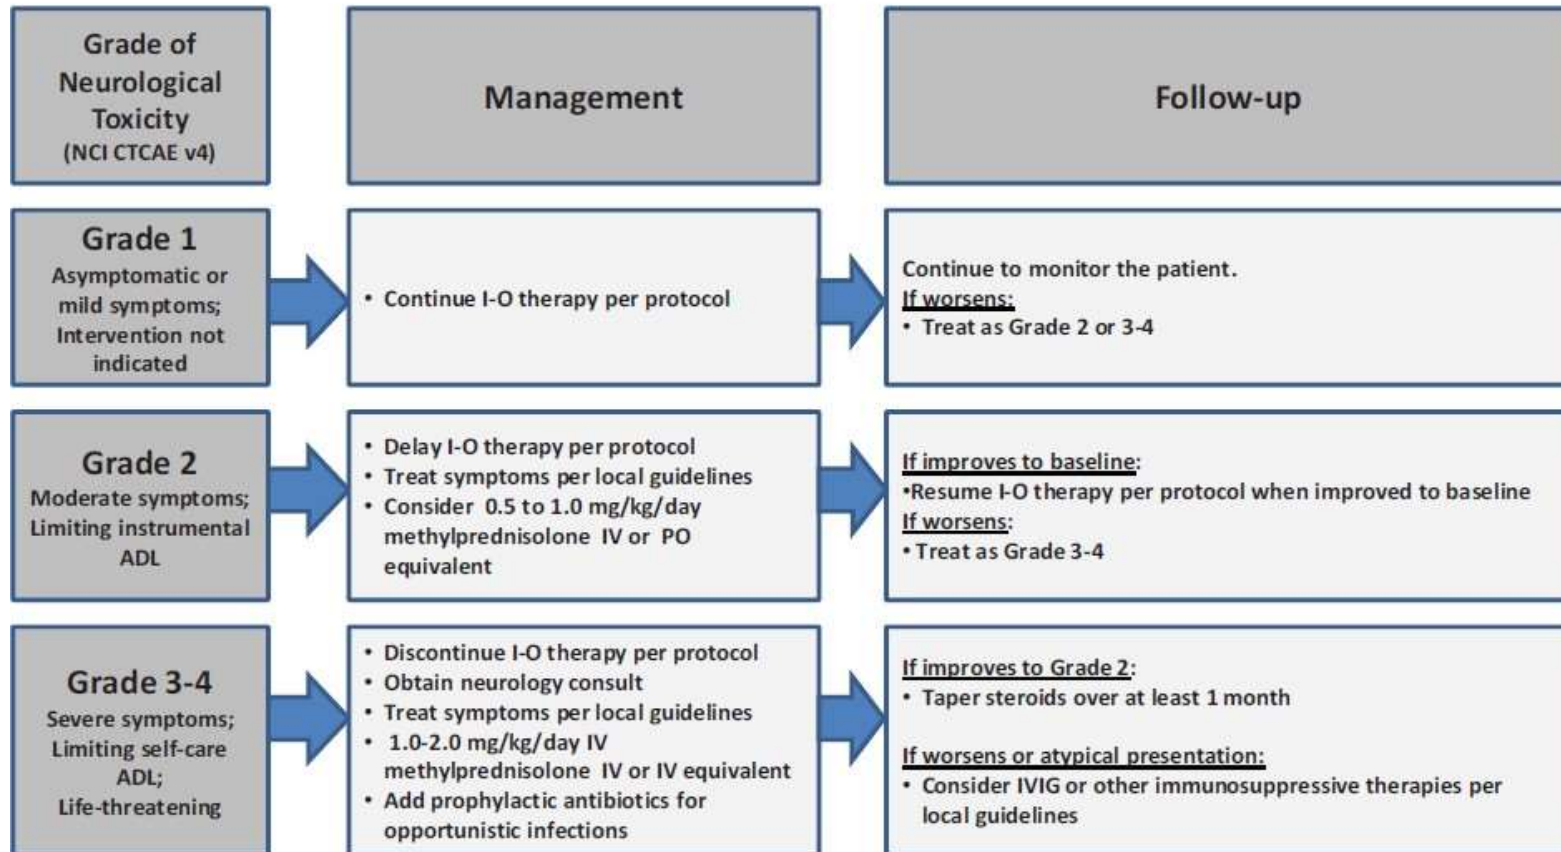 Grade of
Neurological
Toxicity
(NCI CTCAE v4)
Management
Follow-up
Grade 1
Asymptomatic or
mild symptoms;
Intervention not
indicated
• Continue I-O therapy per protocol
Continue to monitor the patient.
If worsens:
• Treat as Grade 2 or 3-4
Grade 2
Moderate symptoms;
Limiting instrumental
ADL
• Delay I-O therapy per protocol
• Treat symptoms per local guidelines
• Consider 0.5 to 1.0 mg/kg/day
methylprednisolone IV or PO
equivalent
If improves to baseline:
•Resume I-O therapy per protocol when improved to baseline
If worsens:
• Treat as Grade 3-4
Grade 3-4
Severe symptoms;
Limiting self-care
ADL;
Life-threatening
• Discontinue I-O therapy per protocol
• Obtain neurology consult
• Treat symptoms per local guidelines
• 1.0-2.0 mg/kg/day IV
methylprednisolone IV or IV equivalent
• Add prophylactic antibiotics for
opportunistic infections
If improves to Grade 2:
• Taper steroids over at least 1 month
If worsens or atypical presentation:
• Consider IVIG or other immunosuppressive therapies per
local guidelines